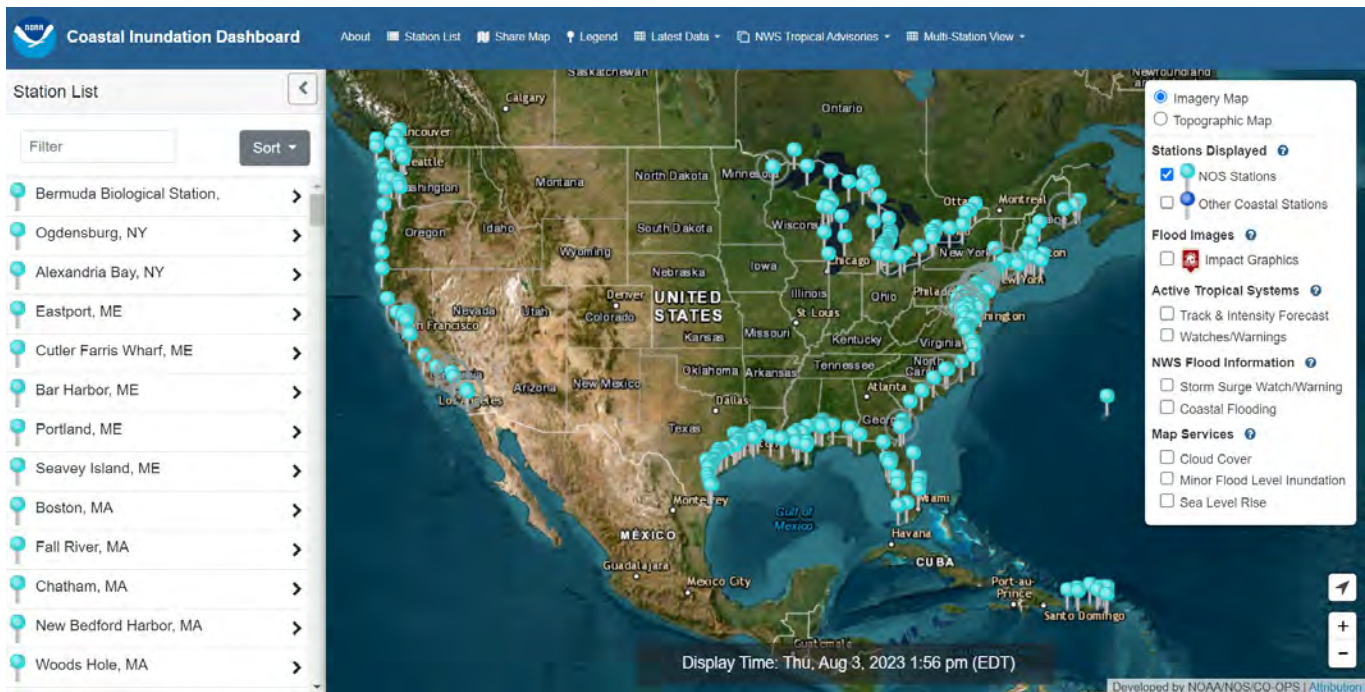 NOAA
Coastal Inundation Dashboard
About
Station List
Share Map
Legend
Latest Data
NWS Tropical Advisories
Multi-Station View
Station List
Filter
Sort
Bermuda Biological Station,
Ogdensburg, NY
Alexandria Bay, NY
Eastport, ME
Cutler Farris Wharf, ME
Bar Harbor, ME
Portland, ME
Seavey Island, ME
Boston, MA
Fall River, MA
Chatham, MA
New Bedford Harbor, MA
Woods Hole, MA
Saskatchewan
Calgary
Ontario
Newfoundland
Montana
North Dakota
Montreal
Oregon
Idaho
South Dakota
Wyoming
New York
Nebraska
Iowa
Chicago
Nevada
Utah
Denver
Colorado
UNITED
STATES
Illinois
Ohio
St Louis
Kansas
Missouri
Kentucky
Virginia
Arizona
New Mexico
Oklahoma
Arkansas
Tennessee
North
Atlanta
Dallas
Texas
Monterrey
Gulf of
Mexico
Miami
MÉXICO
Havana
CUBA
Guadalajara
Mexico City
Port-au-
Prince
Santo Domingo
Guatemala
Imagery Map
Topographic Map
Stations Displayed
NOS Stations
Other Coastal Stations
Flood Images
Impact Graphics
Active Tropical Systems
Track & Intensity Forecast
Watches/Warnings
NWS Flood Information
Storm Surge Watch/Warning
Coastal Flooding
Map Services
Cloud Cover
Minor Flood Level Inundation
Sea Level Rise
+
−
Display Time: Thu, Aug 3, 2023 1:56 pm (EDT)
Developed by NOAA/NOS/CO-OPS | Attribution